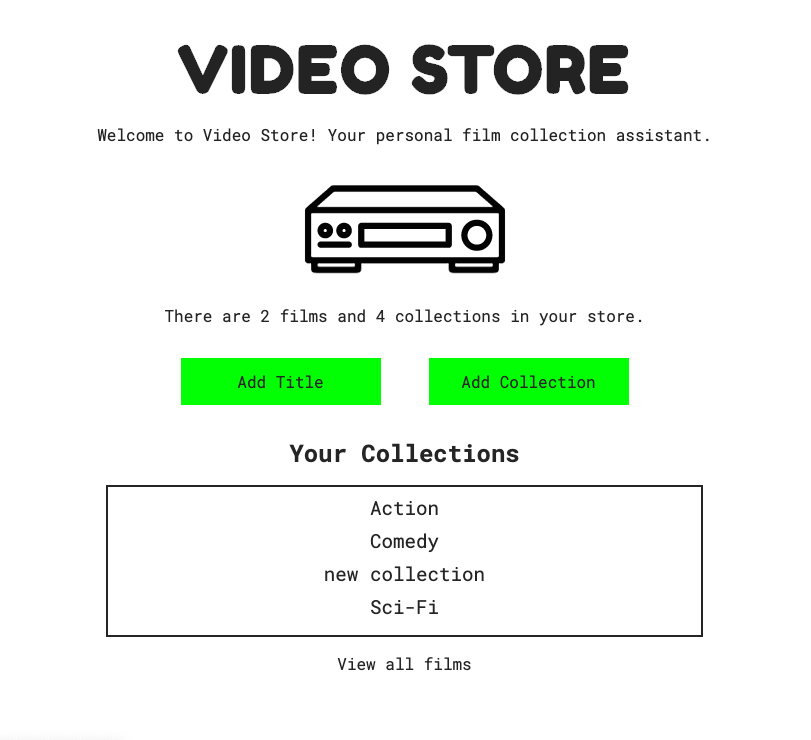 VIDEO STORE
Welcome to Video Store! Your personal film collection assistant.
There are 2 films and 4 collections in your store.
Add Title
Add Collection
Your Collections
Action
Comedy
new collection
Sci-Fi
View all films